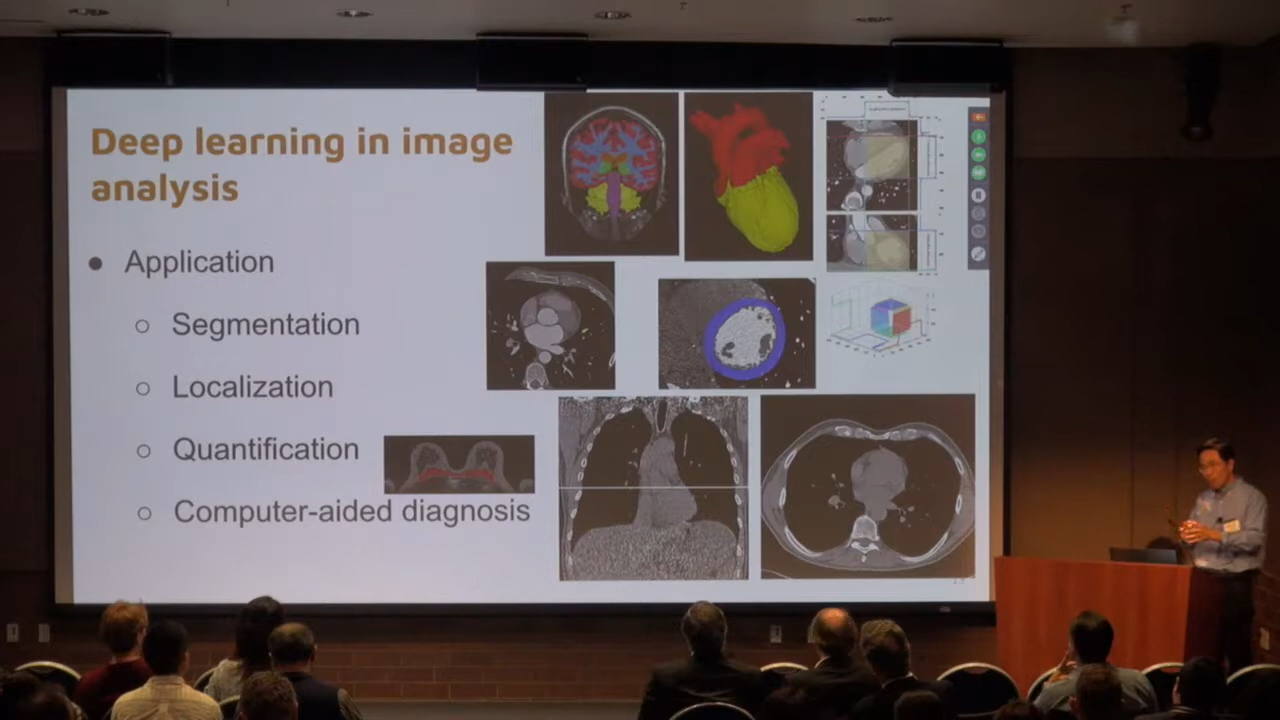 Deep learning in image
analysis
● Application
○ Segmentation
○ Localization
○ Quantification
○ Computer-aided diagnosis